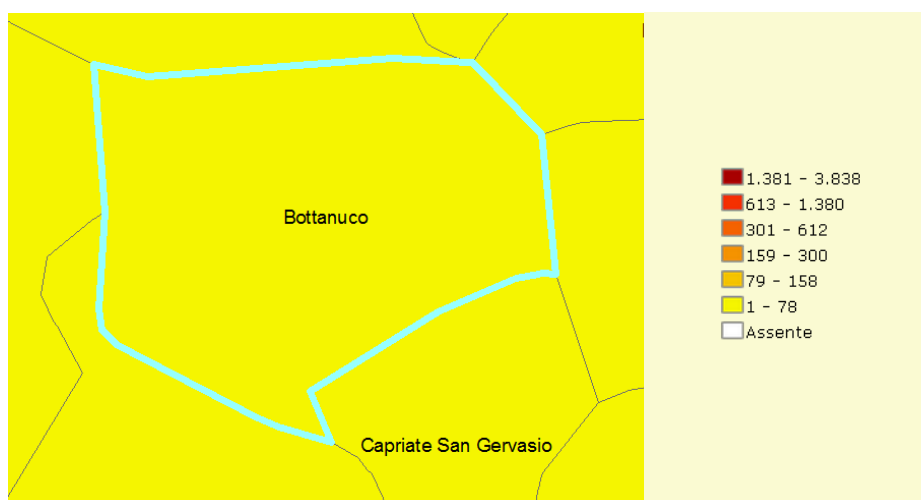 Bottanuco
Capriate San Gervasio
1.381 - 3.838
613 - 1.380
301 - 612
159 - 300
79 - 158
1 - 78
Assente